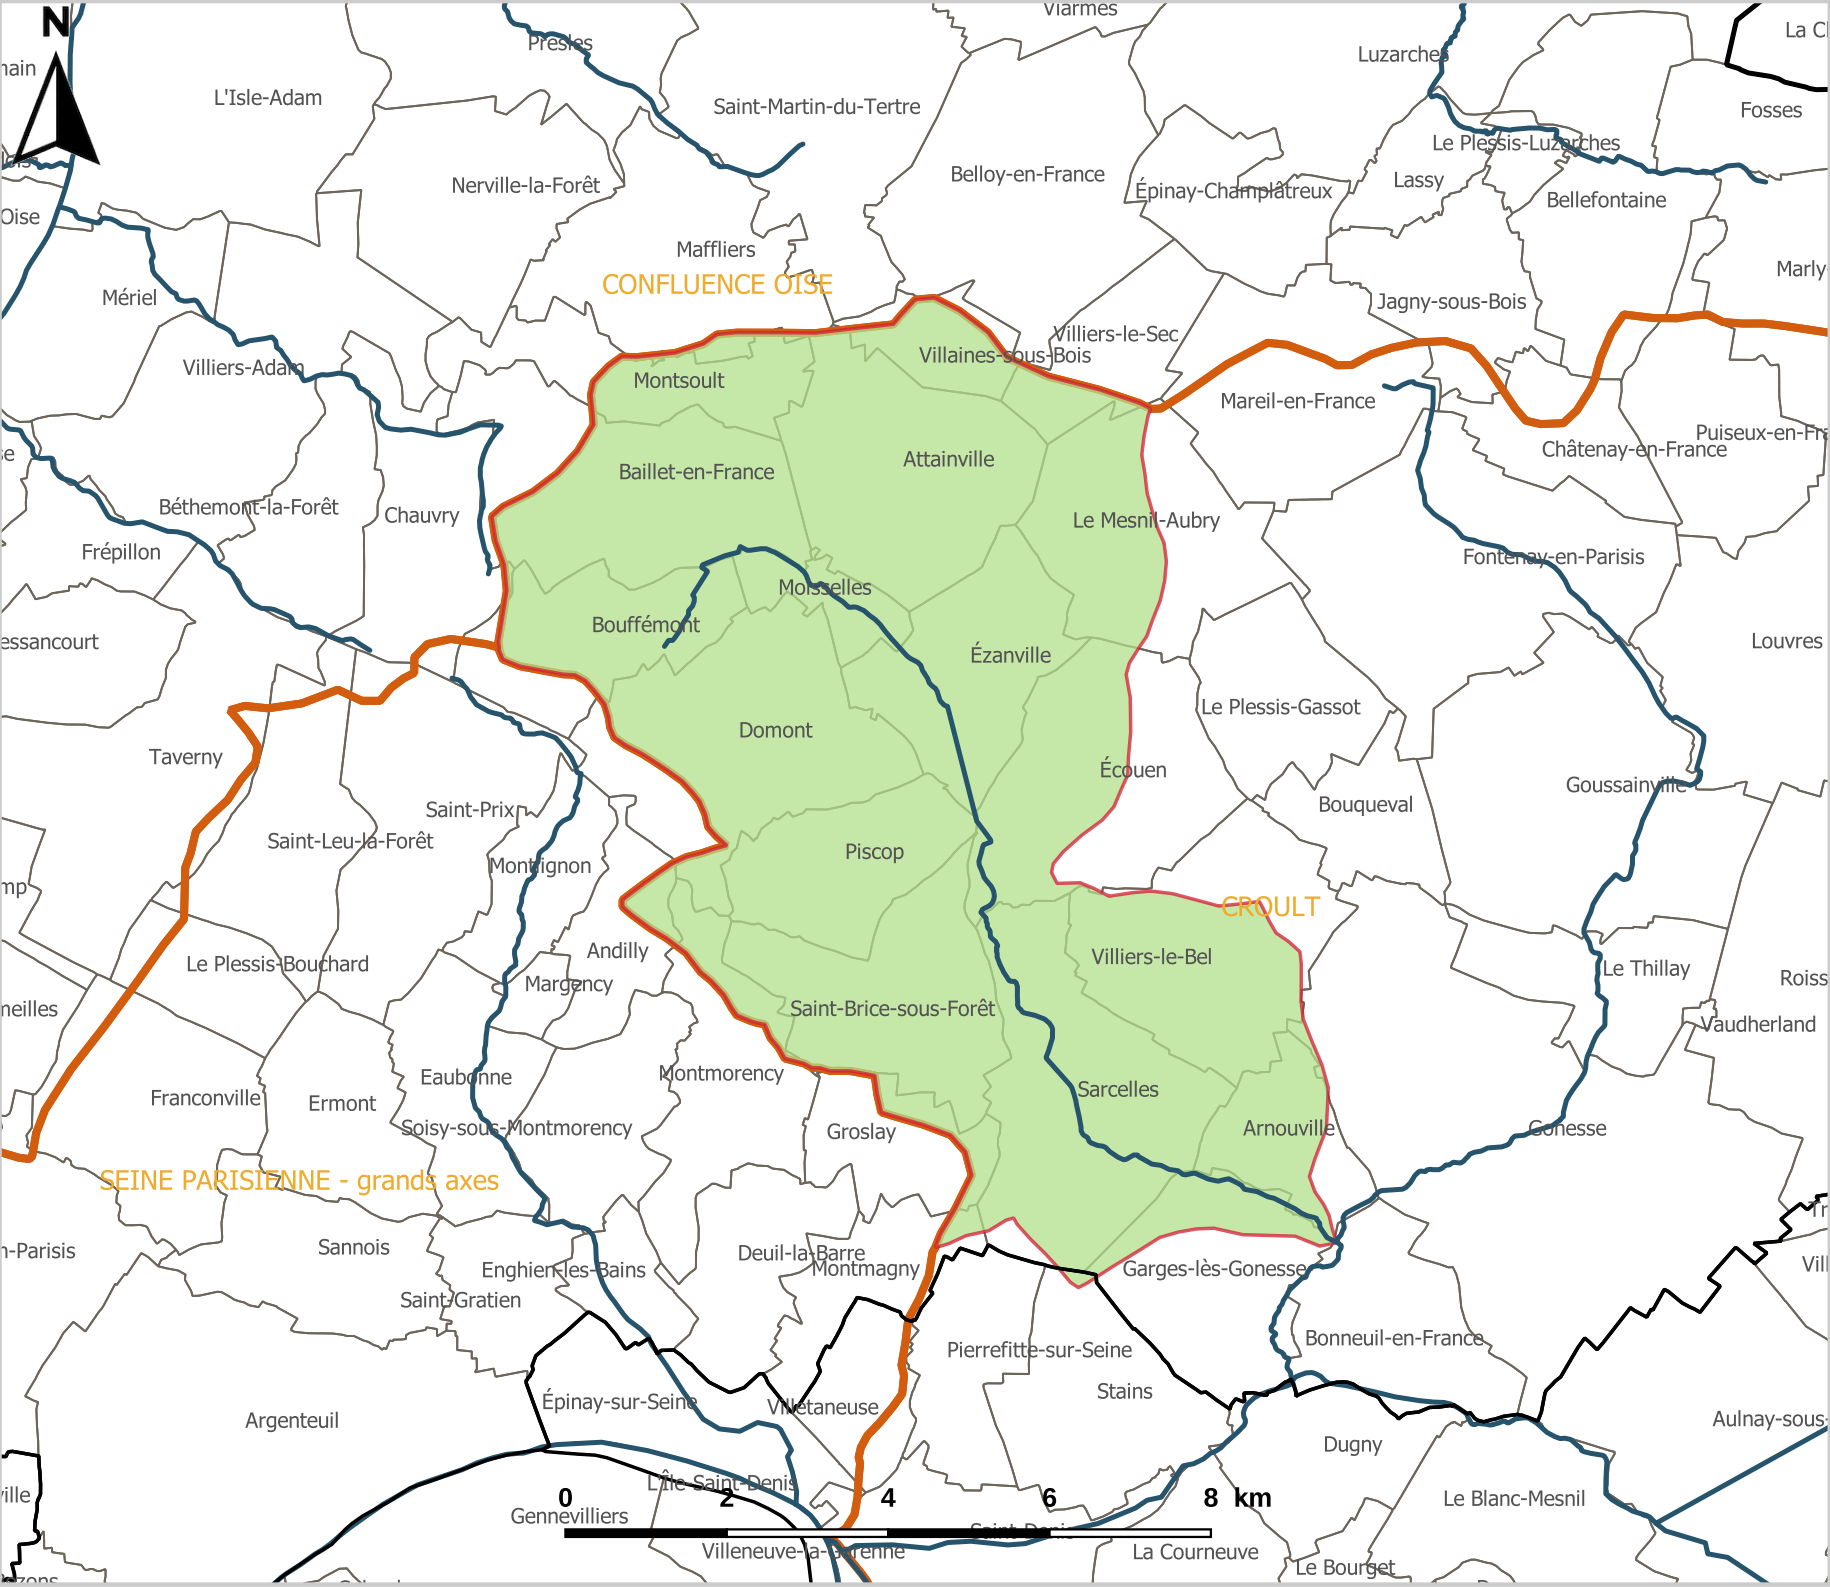 N
Presles
Viarmes
Luzarches
L'Isle-Adam
Saint-Martin-du-Tertre
Fosses
Le Plessis-Luzarches
Belloy-en-France
Épinay-Champlâtreux
Lassy
Nerville-la-Forêt
Bellefontaine
Oise
Maffliers
Marly-
CONFLUENCE OISE
Mériel
Jagny-sous-Bois
Villiers-le-Sec
Villaines-sous-Bois
Villiers-Adam
Montsoult
Mareil-en-France
Puiseux-en-Fra
Châtenay-en-France
Attainville
Baillet-en-France
Béthemont-la-Forêt
Chauvry
Le Mesnil-Aubry
Frépillon
Fontenay-en-Parisis
Moisselles
Bouffémont
essancourt
Ézanville
Louvres
Le Plessis-Gassot
Domont
Taverny
Écouen
Goussainville
Saint-Prix
Bouqueval
Saint-Leu-la-Forêt
Piscop
Montlignon
CROULT
Andilly
Villiers-le-Bel
Le Plessis-Bouchard
Margency
Le Thillay
Roiss
Saint-Brice-sous-Forêt
neilles
Vaudherland
Montmorency
Eaubonne
Sarcelles
Franconville
Ermont
Soisy-sous-Montmorency
Groslay
Arnouville
Gonesse
SEINE PARISIENNE - grands axes
Sannois
n-Parisis
Deuil-la-Barre
Montmagny
Enghien-les-Bains
Garges-lès-Gonesse
Vill
Saint-Gratien
Bonneuil-en-France
Pierrefitte-sur-Seine
Stains
Épinay-sur-Seine
Villetaneuse
Argenteuil
Aulnay-sous-
Dugny
L'Île-Saint-Denis
ville
0 2 4 6 8 km
Le Blanc-Mesnil
Gennevilliers
Saint-Denis
Villeneuve-la-Garenne
La Courneuve
Le Bourget